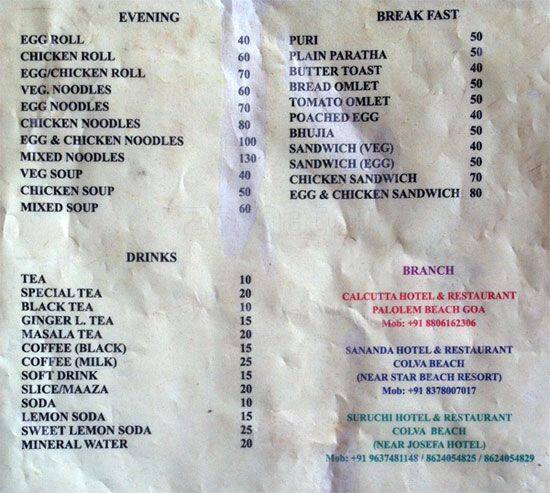 EVENING
EGG ROLL 40
CHICKEN ROLL 60
EGG/CHICKEN ROLL 70
VEG. NOODLES 60
EGG NOODLES 70
CHICKEN NOODLES 80
EGG & CHICKEN NOODLES 100
MIXED NOODLES 130
VEG SOUP 40
CHICKEN SOUP 50
MIXED SOUP 60
DRINKS
TEA 10
SPECIAL TEA 20
BLACK TEA 10
GINGER L. TEA 15
MASALA TEA 20
COFFEE (BLACK) 15
COFFEE (MILK) 25
SOFT DRINK 15
SLICE/MAAZA 20
SODA 10
LEMON SODA 15
SWEET LEMON SODA 25
MINERAL WATER 20
BREAK FAST
PURI 50
PLAIN PARATHA 50
BUTTER TOAST 40
BREAD OMLET 50
TOMATO OMLET 50
POACHED EGG 40
BHUJIA 50
SANDWICH (VEG) 40
SANDWICH (EGG) 50
CHICKEN SANDWICH 70
EGG & CHICKEN SANDWICH 80
BRANCH
CALCUTTA HOTEL & RESTAURANT
PALOLEM BEACH GOA
Mob: +91 8806162306
SANANDA HOTEL & RESTAURANT
COLVA BEACH
(NEAR STAR BEACH RESORT)
Mob: +91 8378007017
SURUCHI HOTEL & RESTAURANT
COLVA BEACH
(NEAR JOSEFA HOTEL)
Mob: +91 9637481148 / 8624054825 / 8624054829